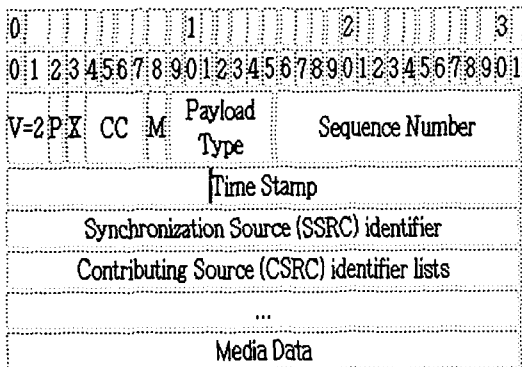 0 1 2 3
0 1 2 3 4 5 6 7 8 9 0 1 2 3 4 5 6 7 8 9 0 1 2 3 4 5 6 7 8 9 0 1
V=2 P X CC M Payload Type Sequence Number
Time Stamp
Synchronization Source (SSRC) identifier
Contributing Source (CSRC) identifier lists
...
Media Data